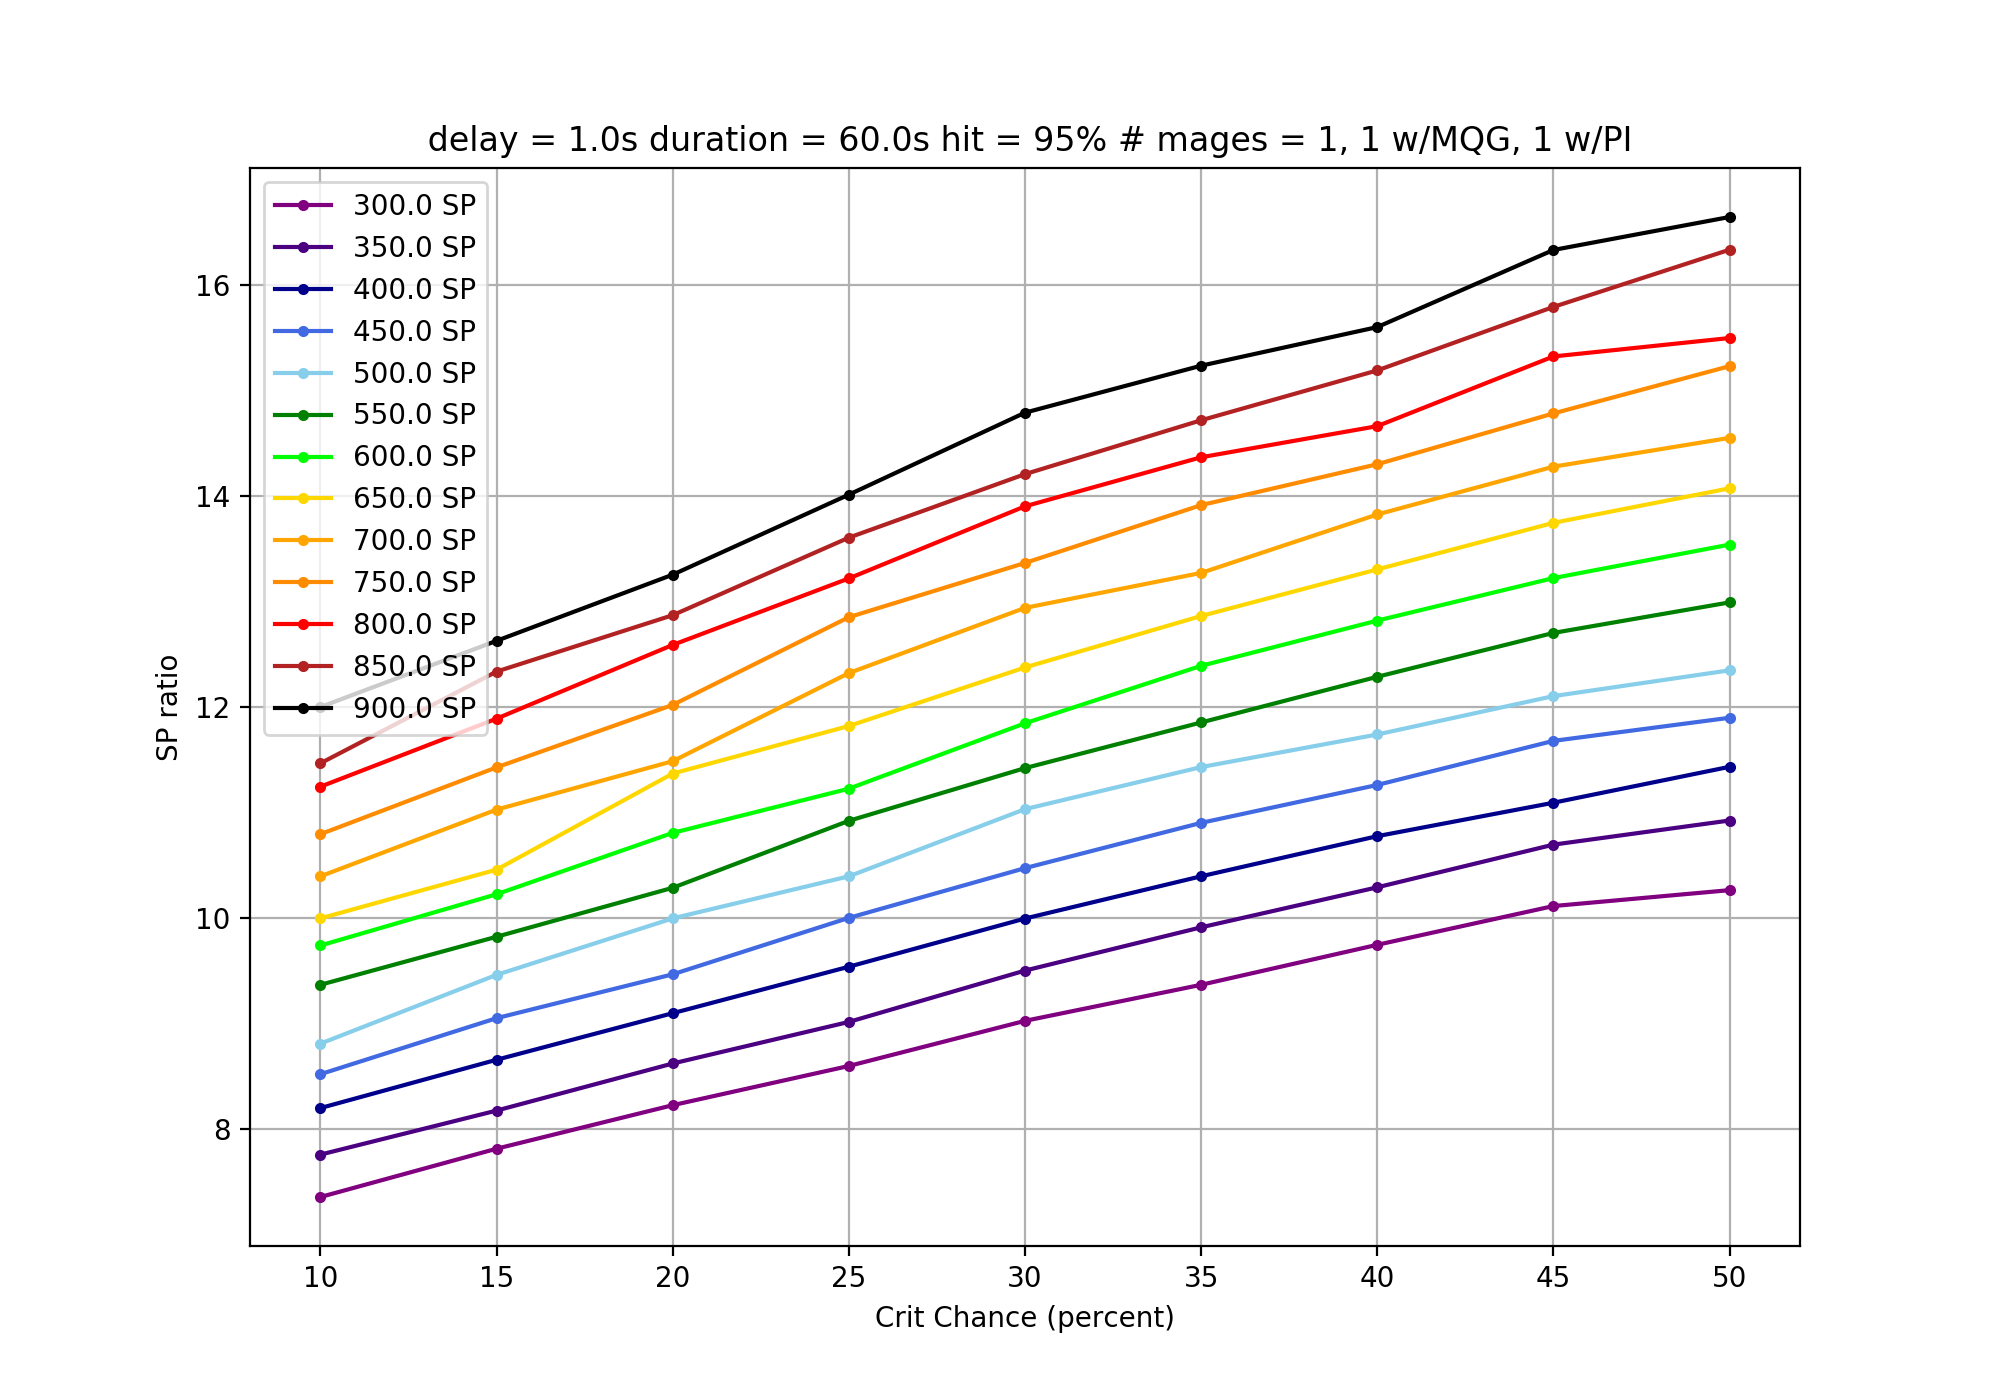 delay = 1.0s duration = 60.0s hit = 95% # mages = 1, 1 w/MQG, 1 w/PI
300.0 SP
350.0 SP
400.0 SP
450.0 SP
500.0 SP
550.0 SP
600.0 SP
650.0 SP
700.0 SP
750.0 SP
800.0 SP
850.0 SP
900.0 SP
SP ratio
16
14
12
10
8
10 15 20 25 30 35 40 45 50
Crit Chance (percent)